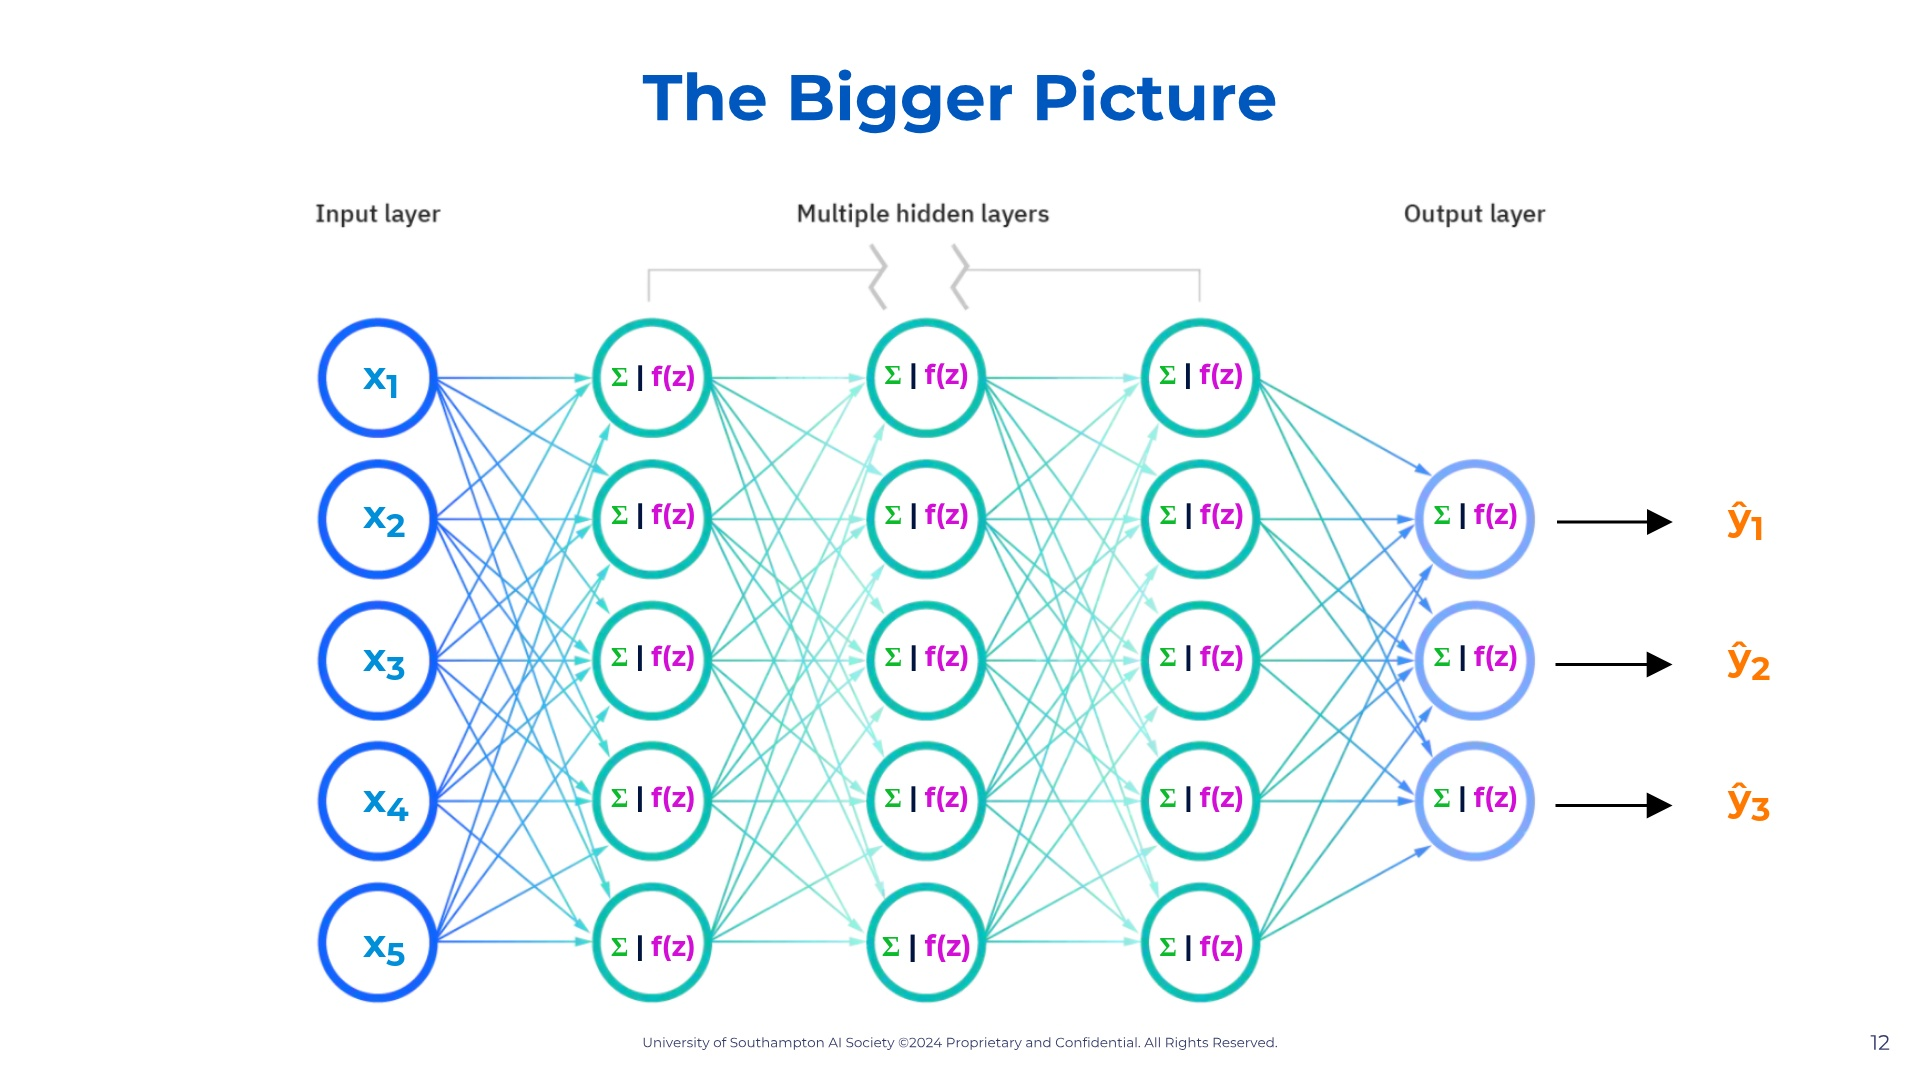 The Bigger Picture
Input layer
Multiple hidden layers
Output layer
x1
Σ | f(z)
Σ | f(z)
Σ | f(z)
x2
Σ | f(z)
Σ | f(z)
Σ | f(z)
Σ | f(z)
ŷ1
x3
Σ | f(z)
Σ | f(z)
Σ | f(z)
Σ | f(z)
ŷ2
x4
Σ | f(z)
Σ | f(z)
Σ | f(z)
Σ | f(z)
ŷ3
x5
Σ | f(z)
Σ | f(z)
Σ | f(z)
University of Southampton AI Society ©2024 Proprietary and Confidential. All Rights Reserved.
12